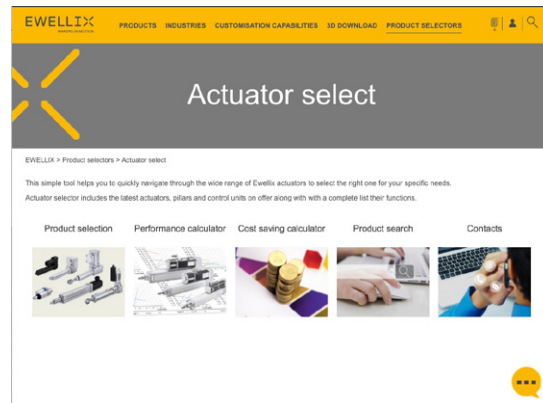 EWELLIX
MAKERS IN MOTION
PRODUCTS INDUSTRIES CUSTOMISATION CAPABILITIES 3D DOWNLOAD PRODUCT SELECTORS
Actuator select
EWELLIX > Product selectors > Actuator select
This simple tool helps you to quickly navigate through the wide range of Ewellix actuators to select the right one for your specific needs.
Actuator selector includes the latest actuators, pillars and control units on offer along with with a complete list their functions.
Product selection Performance calculator Cost saving calculator Product search Contacts